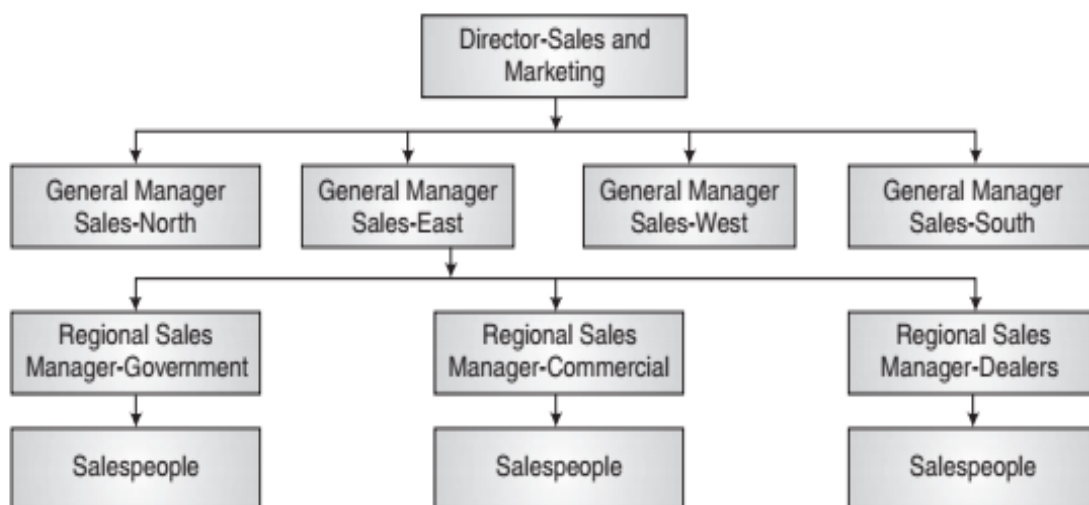 Director-Sales and
Marketing
General Manager
Sales-North
General Manager
Sales-East
General Manager
Sales-West
General Manager
Sales-South
Regional Sales
Manager-Government
Regional Sales
Manager-Commercial
Regional Sales
Manager-Dealers
Salespeople
Salespeople
Salespeople